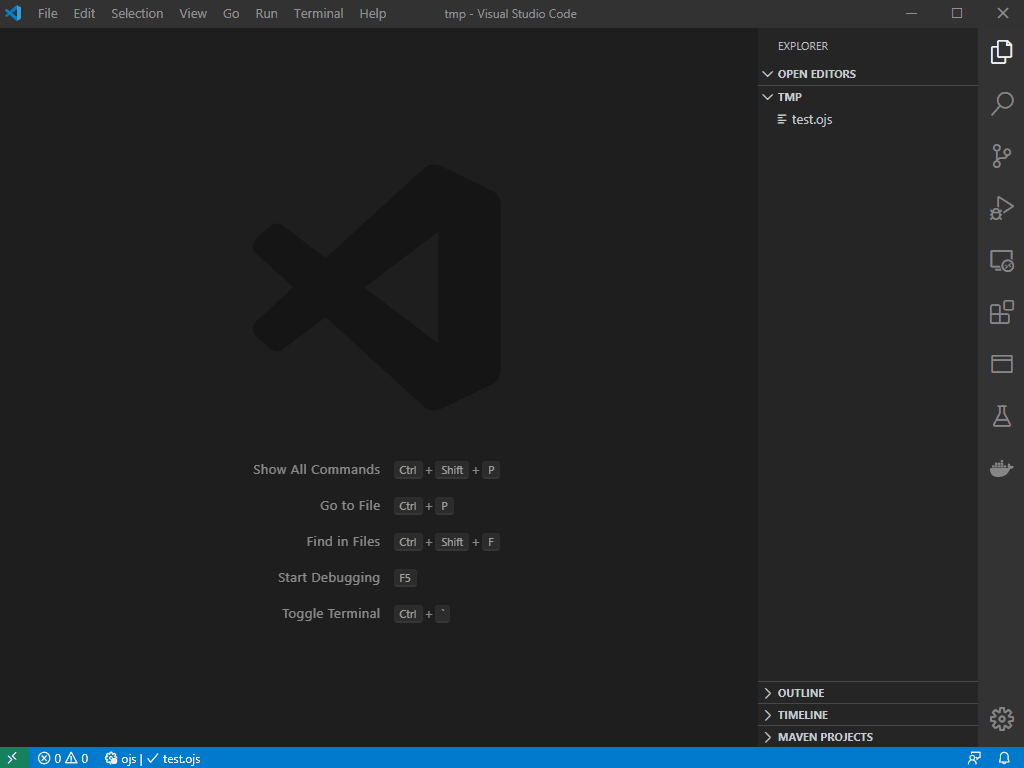 File Edit Selection View Go Run Terminal Help tmp - Visual Studio Code
EXPLORER
OPEN EDITORS
TMP
test.ojs
Show All Commands Ctrl + Shift + P
Go to File Ctrl + P
Find in Files Ctrl + Shift + F
Start Debugging F5
Toggle Terminal Ctrl + `
OUTLINE
TIMELINE
MAVEN PROJECTS
0 0 ojs | test.ojs